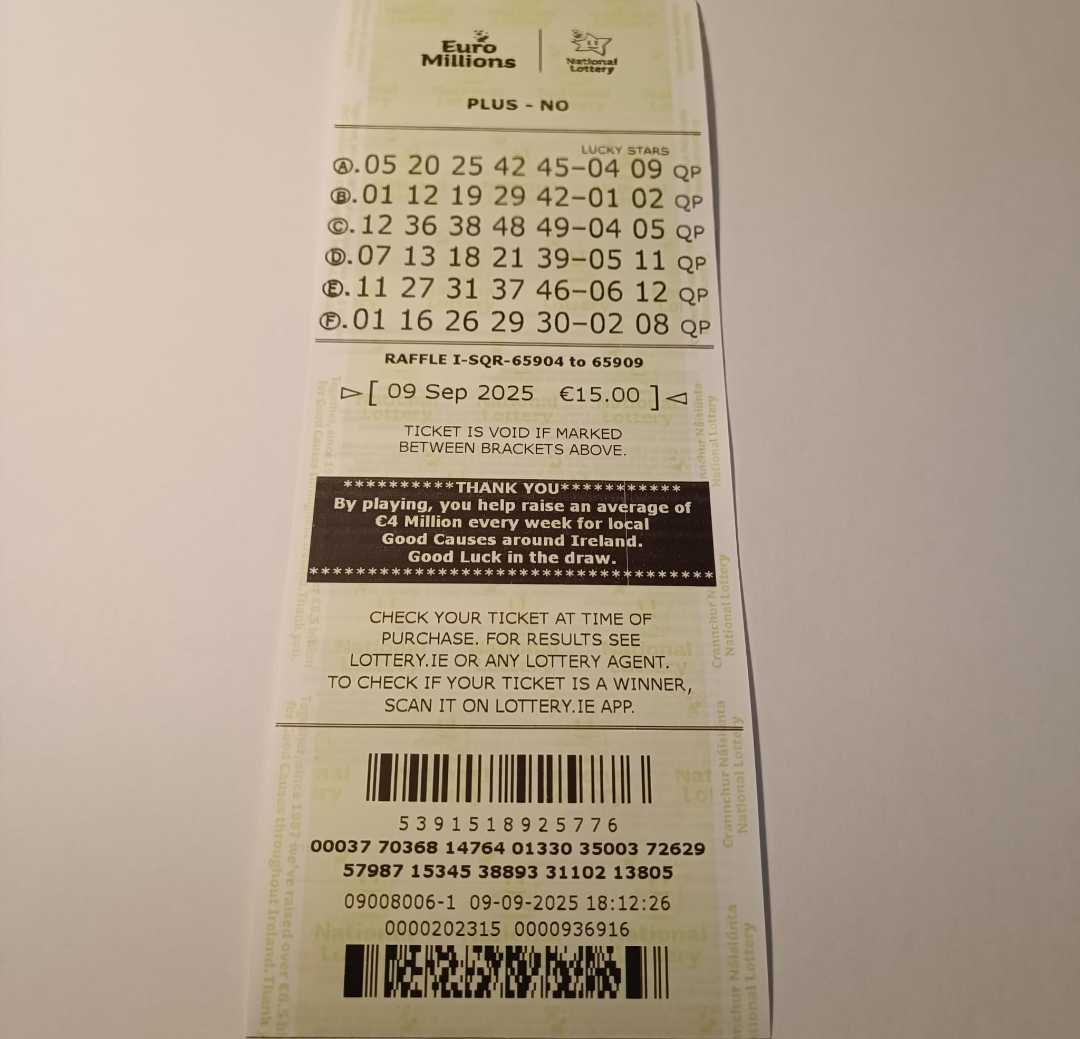 Euro Millions
National Lottery
PLUS - NO
LUCKY STARS
Ⓐ.05 20 25 42 45-04 09 QP
Ⓑ.01 12 19 29 42-01 02 QP
Ⓒ.12 36 38 48 49-04 05 QP
Ⓓ.07 13 18 21 39-05 11 QP
Ⓔ.11 27 31 37 46-06 12 QP
Ⓕ.01 16 26 29 30-02 08 QP
RAFFLE I-SQR-65904 to 65909
▻[ 09 Sep 2025 €15.00 ]◅
TICKET IS VOID IF MARKED
BETWEEN BRACKETS ABOVE.
**********THANK YOU***********
By playing, you help raise an average of
€4 Million every week for local
Good Causes around Ireland.
Good Luck in the draw.
***********************************
CHECK YOUR TICKET AT TIME OF
PURCHASE. FOR RESULTS SEE
LOTTERY.IE OR ANY LOTTERY AGENT.
TO CHECK IF YOUR TICKET IS A WINNER,
SCAN IT ON LOTTERY.IE APP.
5391518925776
00037 70368 14764 01330 35003 72629
57987 15345 38893 31102 13805
09008006-1 09-09-2025 18:12:26
0000202315 0000936916
Crannchur Náisiúnta
National Lottery